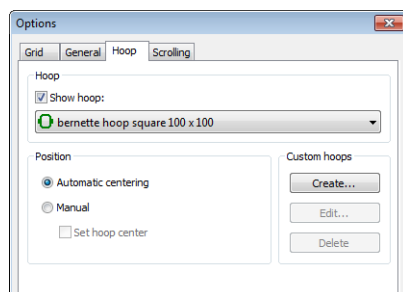 Options
Grid General Hoop Scrolling
Hoop
Show hoop:
bernette hoop square 100 x 100
Position
Automatic centering
Manual
Set hoop center
Custom hoops
Create...
Edit...
Delete